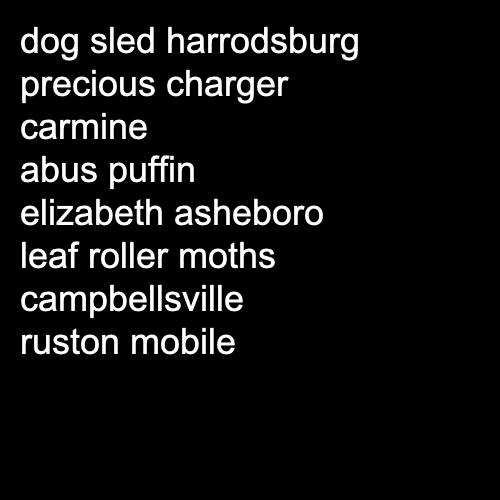 dog sled harrodsburg
precious charger
carmine
abus puffin
elizabeth asheboro
leaf roller moths
campbellsville
ruston mobile